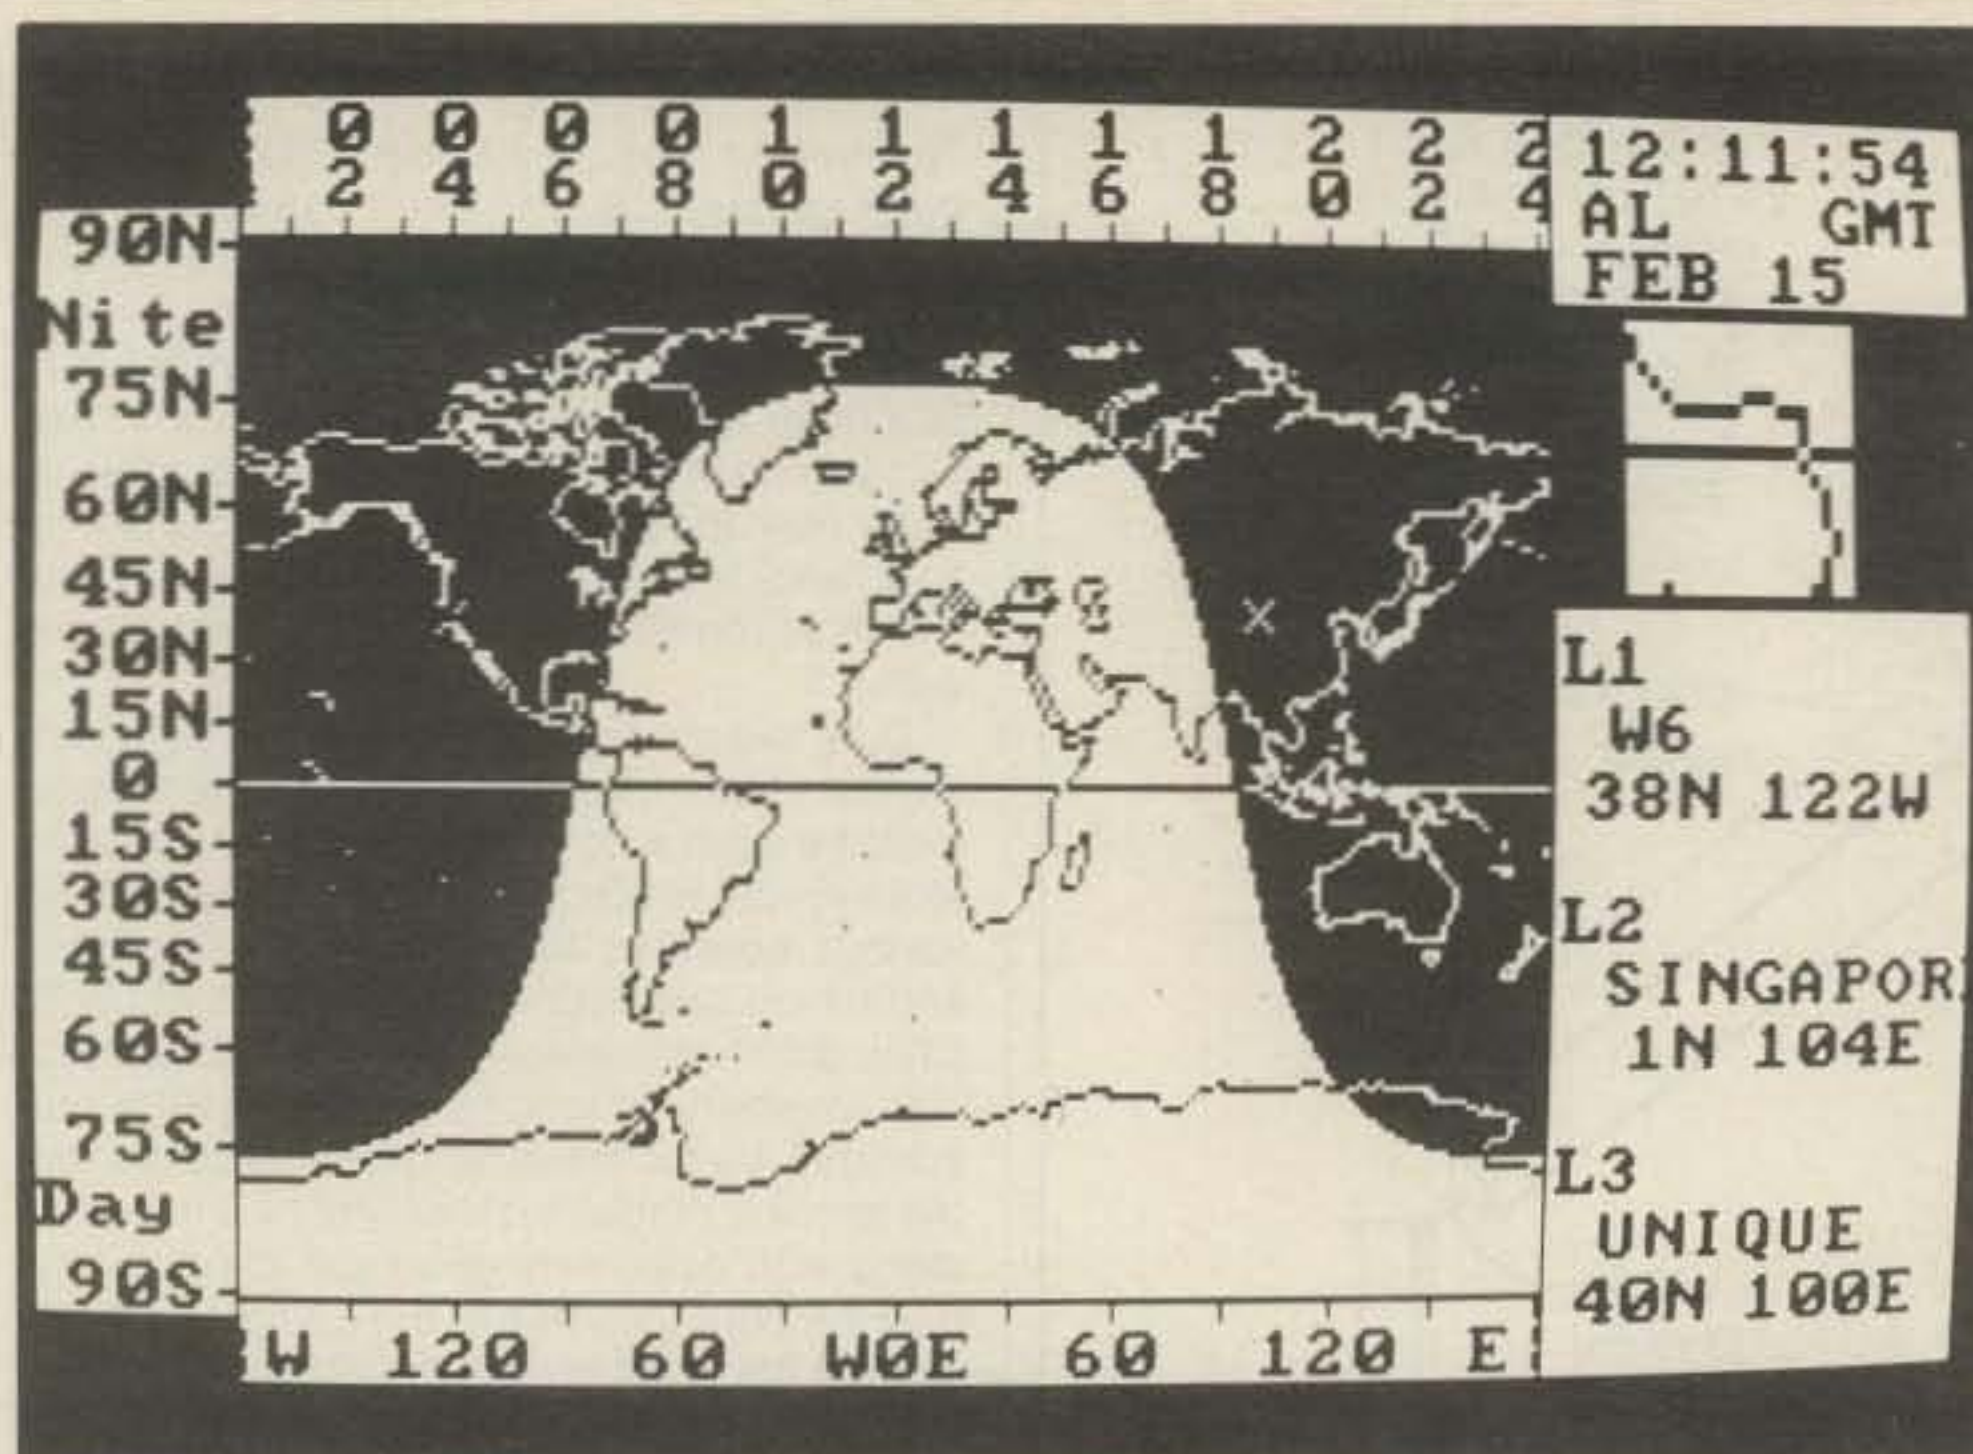 0 0 0 0 1 1 1 1 1 2 2 2
2 4 6 8 0 2 4 6 8 0 2 4
12:11:54
AL GMT
FEB 15
90N
Nite
75N
60N
45N
30N
15N
0
15S
30S
45S
60S
75S
Day
90S
W 120 60 W0E 60 120 E
X
L1
W6
38N 122W
L2
SINGAPOR
1N 104E
L3
UNIQUE
40N 100E